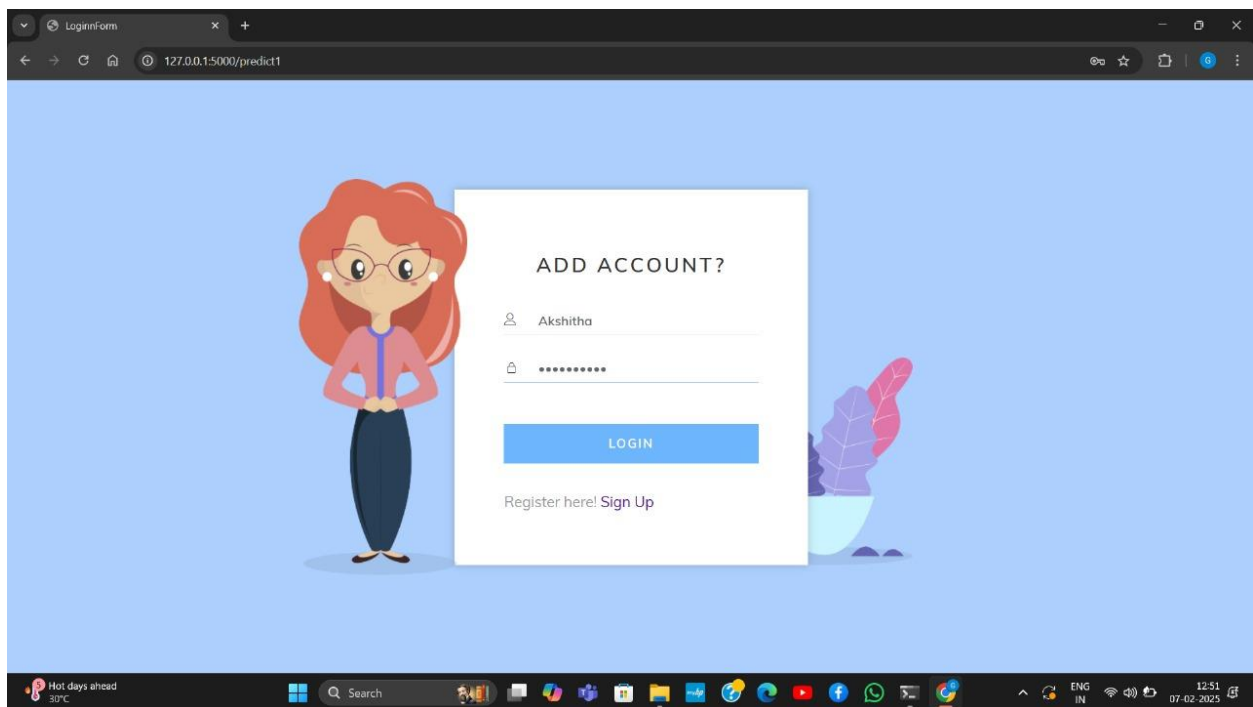 LoginnForm
127.0.0.1:5000/predict1
G
ADD ACCOUNT?
Akshitha
••••••••••
LOGIN
Register here! Sign Up
5
Hot days ahead
30°C
Search
ENG
IN
12:51
07-02-2025